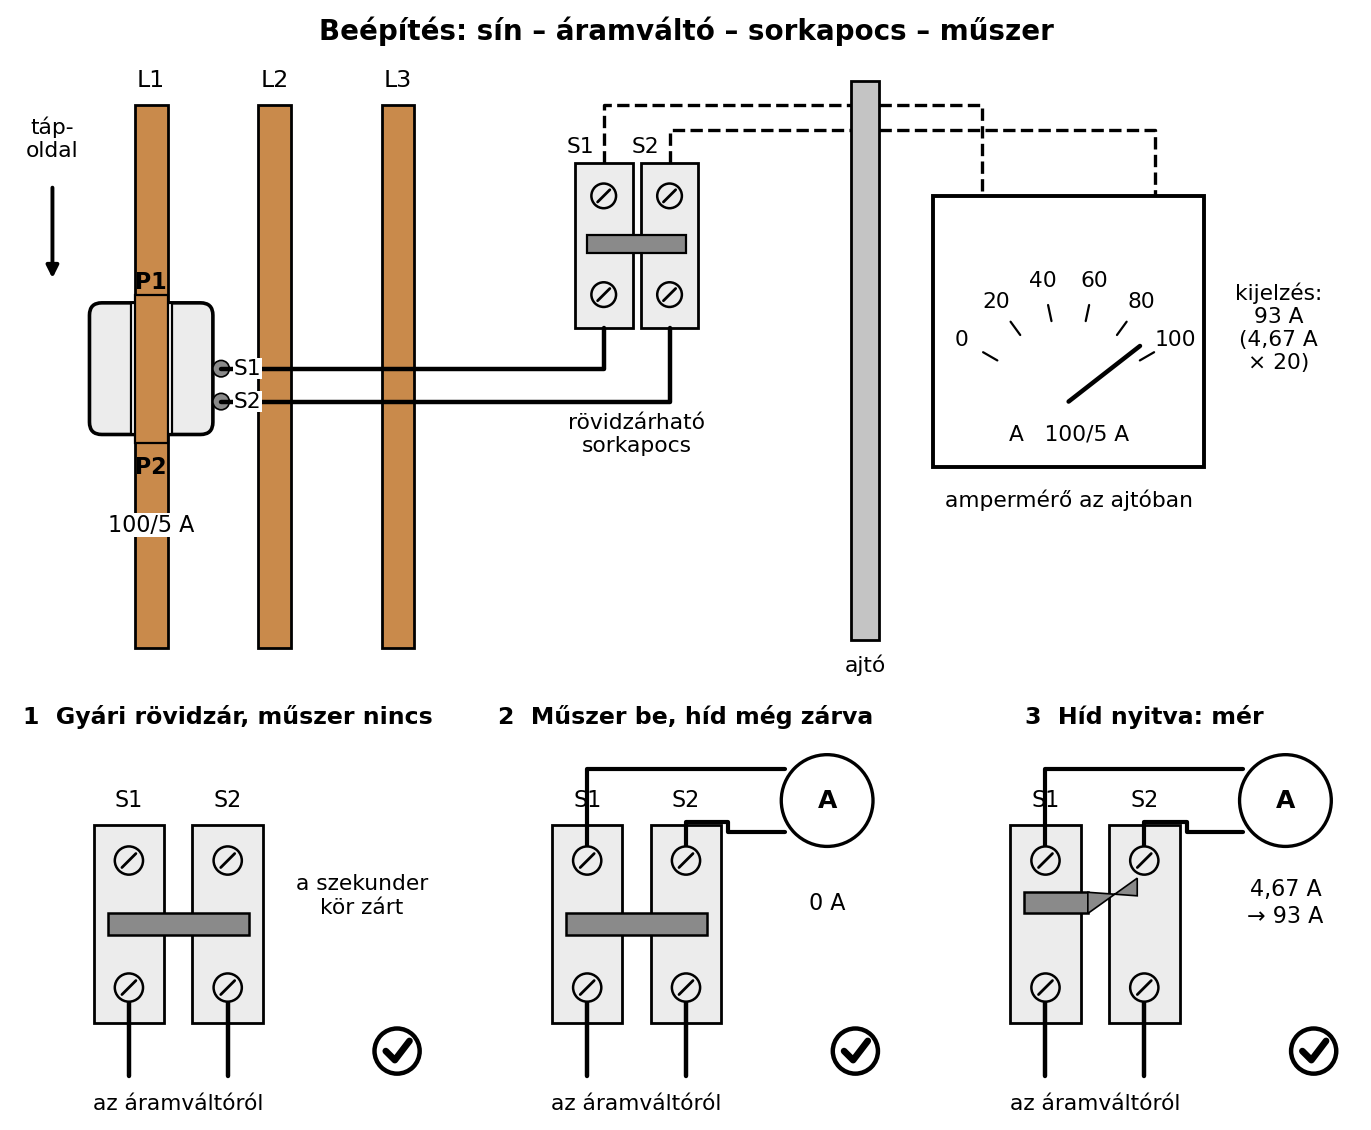 Beépítés: sín – áramváltó – sorkapocs – műszer
L1
L2
L3
táp-
oldal
P1
S1
S2
P2
100/5 A
S1
S2
rövidzárható
sorkapocs
ajtó
0
20
40
60
80
100
A 100/5 A
ampermérő az ajtóban
kijelzés:
93 A
(4,67 A
× 20)
1 Gyári rövidzár, műszer nincs
S1
S2
a szekunder
kör zárt
az áramváltóról
2 Műszer be, híd még zárva
S1
S2
A
0 A
az áramváltóról
3 Híd nyitva: mér
S1
S2
A
4,67 A
→ 93 A
az áramváltóról